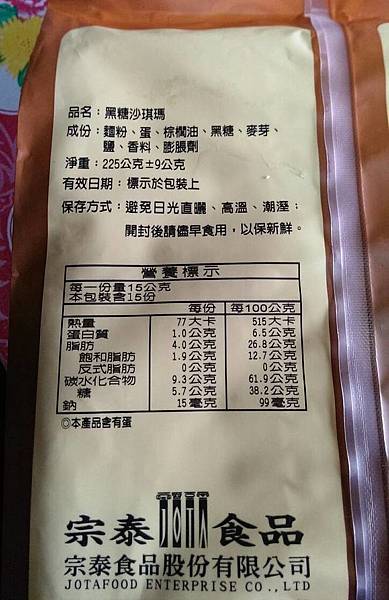 品名：黑糖沙琪瑪
成份：麵粉、蛋、棕櫚油、黑糖、麥芽、
鹽、香料、膨脹劑
淨重：225公克±9公克
有效日期：標示於包裝上
保存方式：避免日光直曬、高溫、潮溼；
開封後請儘早食用，以保新鮮。
營養標示
每一份量15公克
本包裝含15份
每份 每100公克
熱量 77大卡 515大卡
蛋白質 1.0公克 6.5公克
脂肪 4.0公克 26.8公克
飽和脂肪 1.9公克 12.7公克
反式脂肪 0公克 0公克
碳水化合物 9.3公克 61.9公克
糖 5.7公克 38.2公克
鈉 15毫克 99毫克
◎本產品含有蛋
宗泰 JOTA 食品
宗泰食品股份有限公司
JOTAFOOD ENTERPRISE CO.,LTD